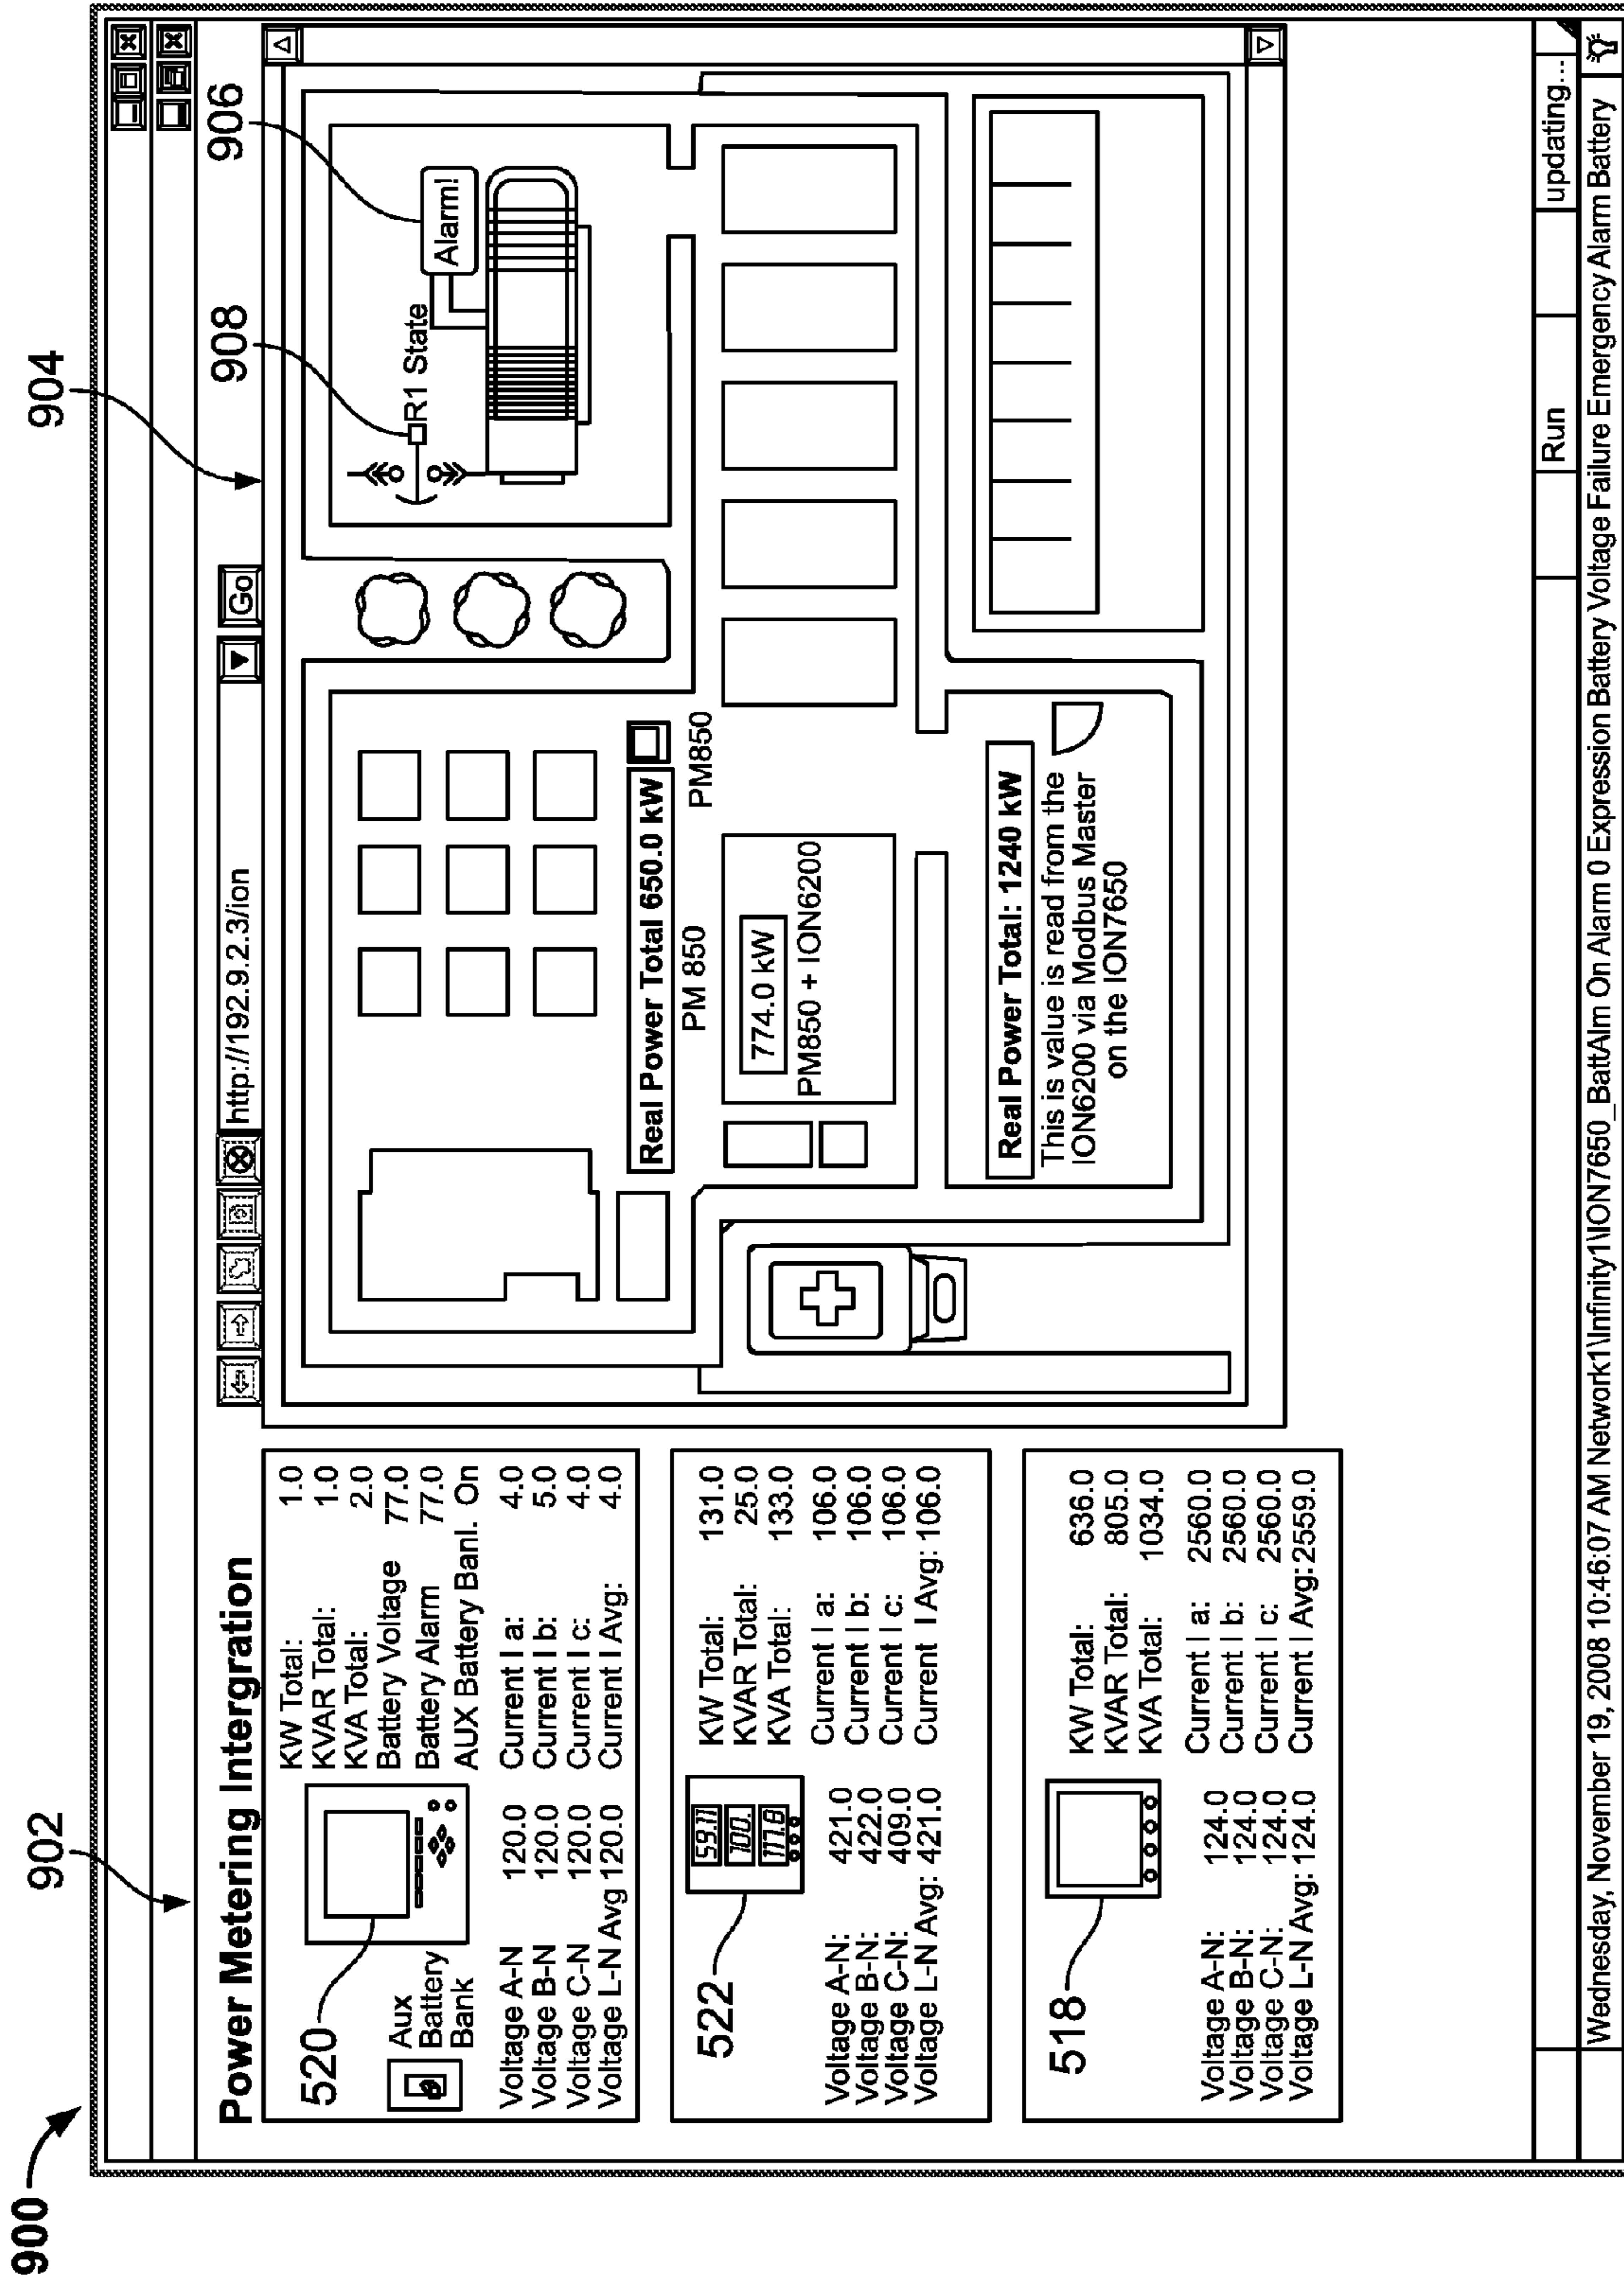 900
902
904
Power Metering Intergration
520
Aux
Battery
Bank
KW Total: 1.0
KVAR Total: 1.0
KVA Total: 2.0
Battery Voltage 77.0
Battery Alarm 77.0
AUX Battery Banl. On
Voltage A-N 120.0 Current I a: 4.0
Voltage B-N 120.0 Current I b: 5.0
Voltage C-N 120.0 Current I c: 4.0
Voltage L-N Avg 120.0 Current I Avg: 4.0
522
59.11
100.
117.8
KW Total: 131.0
KVAR Total: 25.0
KVA Total: 133.0
Voltage A-N: 421.0 Current I a: 106.0
Voltage B-N: 422.0 Current I b: 106.0
Voltage C-N: 409.0 Current I c: 106.0
Voltage L-N Avg: 421.0 Current I Avg: 106.0
518
KW Total: 636.0
KVAR Total: 805.0
KVA Total: 1034.0
Voltage A-N: 124.0 Current I a: 2560.0
Voltage B-N: 124.0 Current I b: 2560.0
Voltage C-N: 124.0 Current I c: 2560.0
Voltage L-N Avg: 124.0 Current I Avg: 2559.0
http://192.9.2.3/ion
Go
908
906
R1 State
Alarm!
Real Power Total 650.0 kW
PM 850
PM850
774.0 kW
PM850 + ION6200
Real Power Total: 1240 kW
This is value is read from the
ION6200 via Modbus Master
on the ION7650
Run
updating...
Wednesday, November 19, 2008 10:46:07 AM Network1\Infinity1\ION7650_BattAlm On Alarm 0 Expression Battery Voltage Failure Emergency Alarm Battery